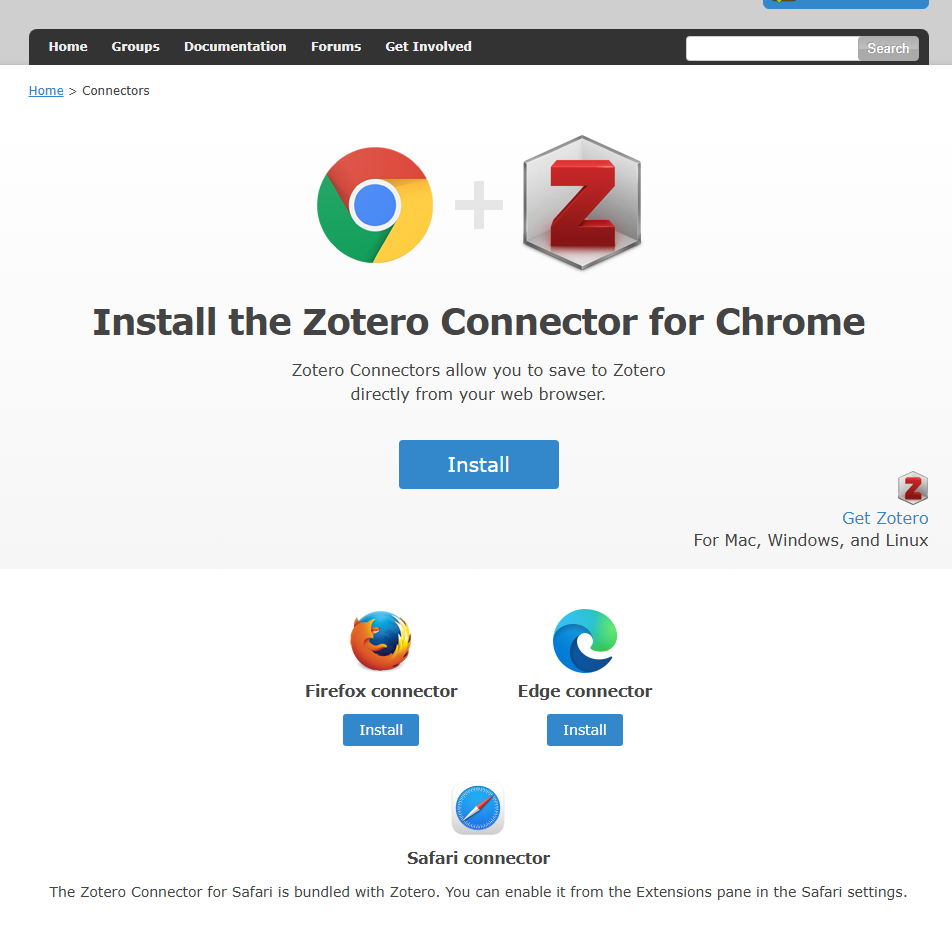 Home Groups Documentation Forums Get Involved Search
Home > Connectors
Z
Install the Zotero Connector for Chrome
Zotero Connectors allow you to save to Zotero
directly from your web browser.
Install
Z
Get Zotero
For Mac, Windows, and Linux
Firefox connector Edge connector
Install Install
Safari connector
The Zotero Connector for Safari is bundled with Zotero. You can enable it from the Extensions pane in the Safari settings.